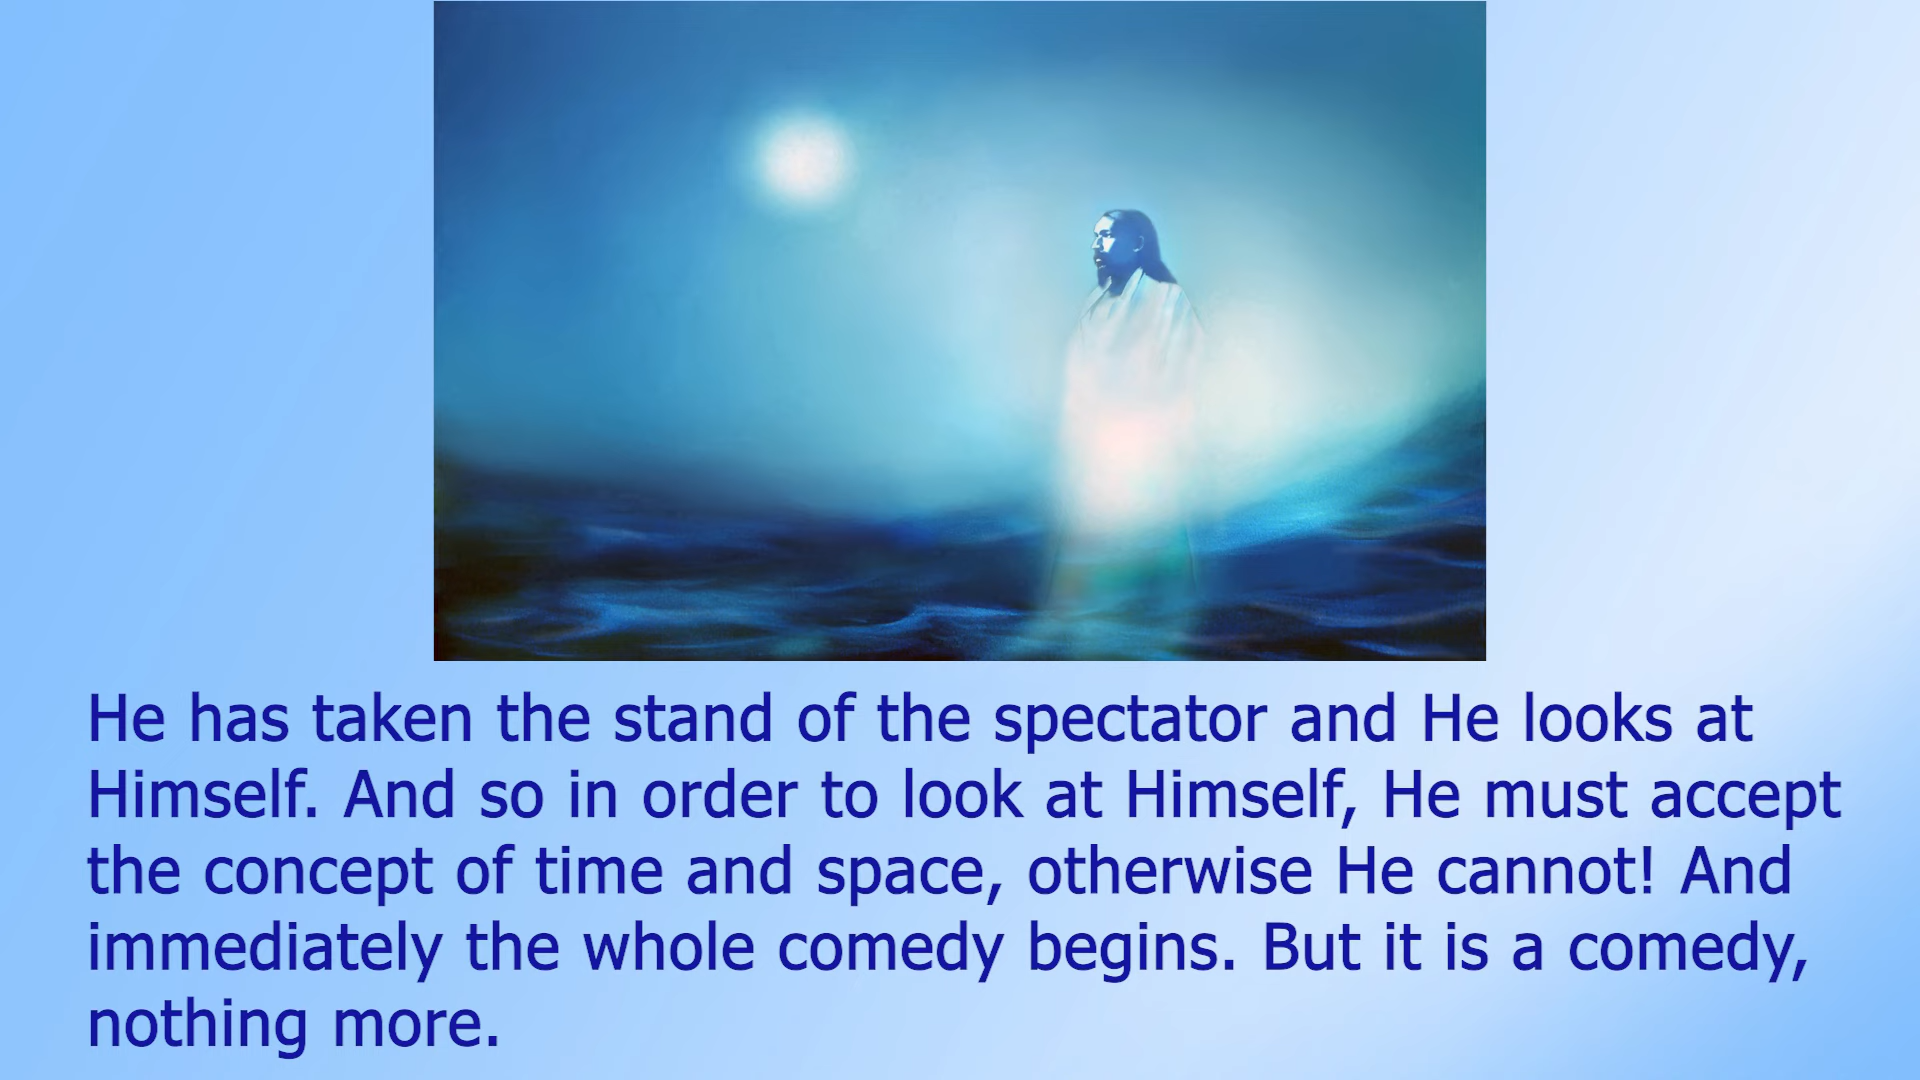 He has taken the stand of the spectator and He looks at
Himself. And so in order to look at Himself, He must accept
the concept of time and space, otherwise He cannot! And
immediately the whole comedy begins. But it is a comedy,
nothing more.